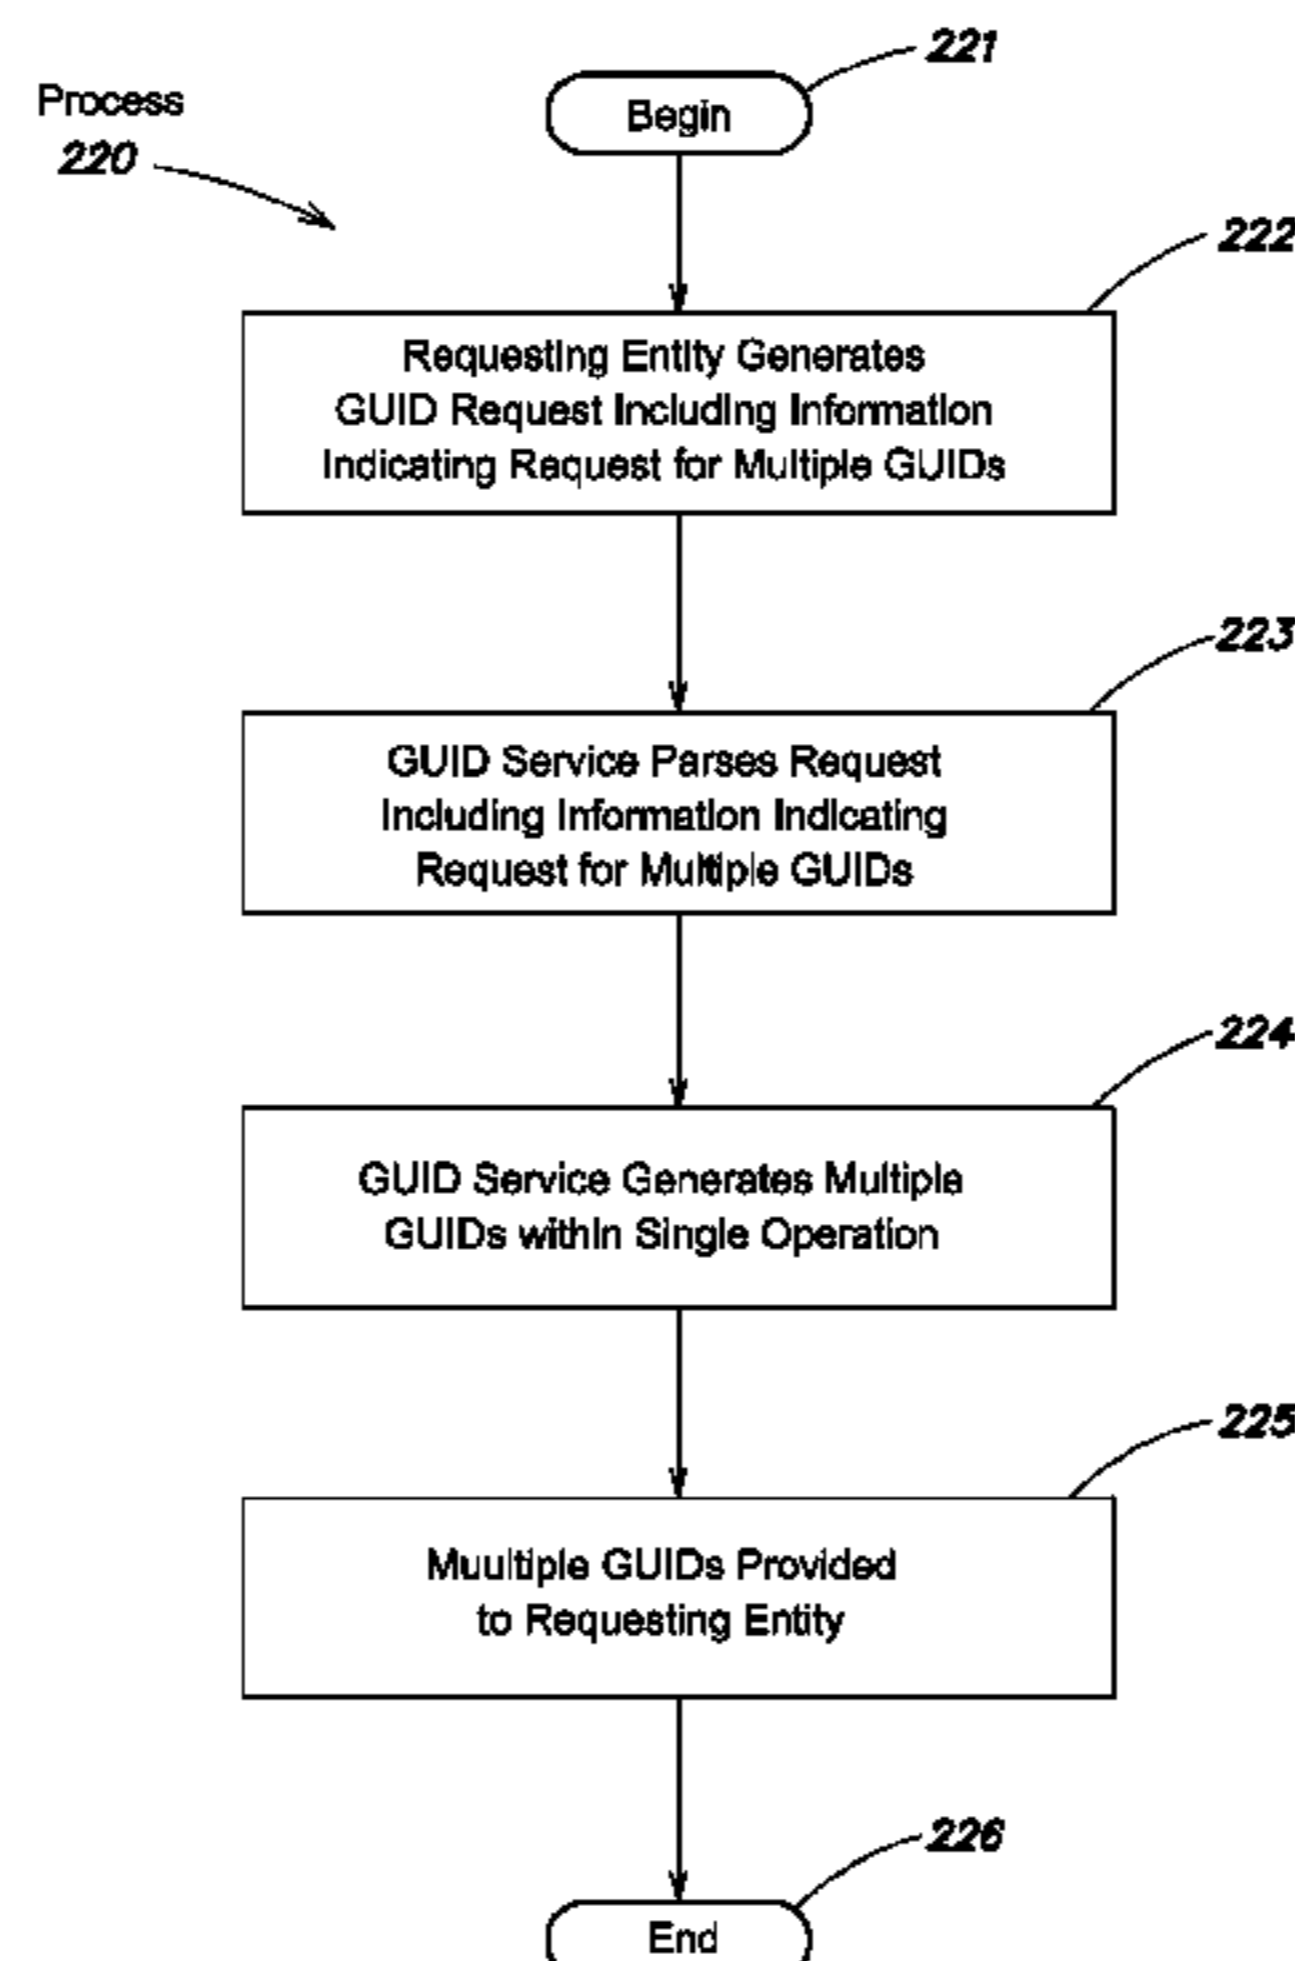 221
Begin
Process
220
222
Requesting Entity Generates
GUID Request Including Information
Indicating Request for Multiple GUIDs
223
GUID Service Parses Request
Including Information Indicating
Request for Multiple GUIDs
224
GUID Service Generates Multiple
GUIDs within Single Operation
225
Muultiple GUIDs Provided
to Requesting Entity
226
End